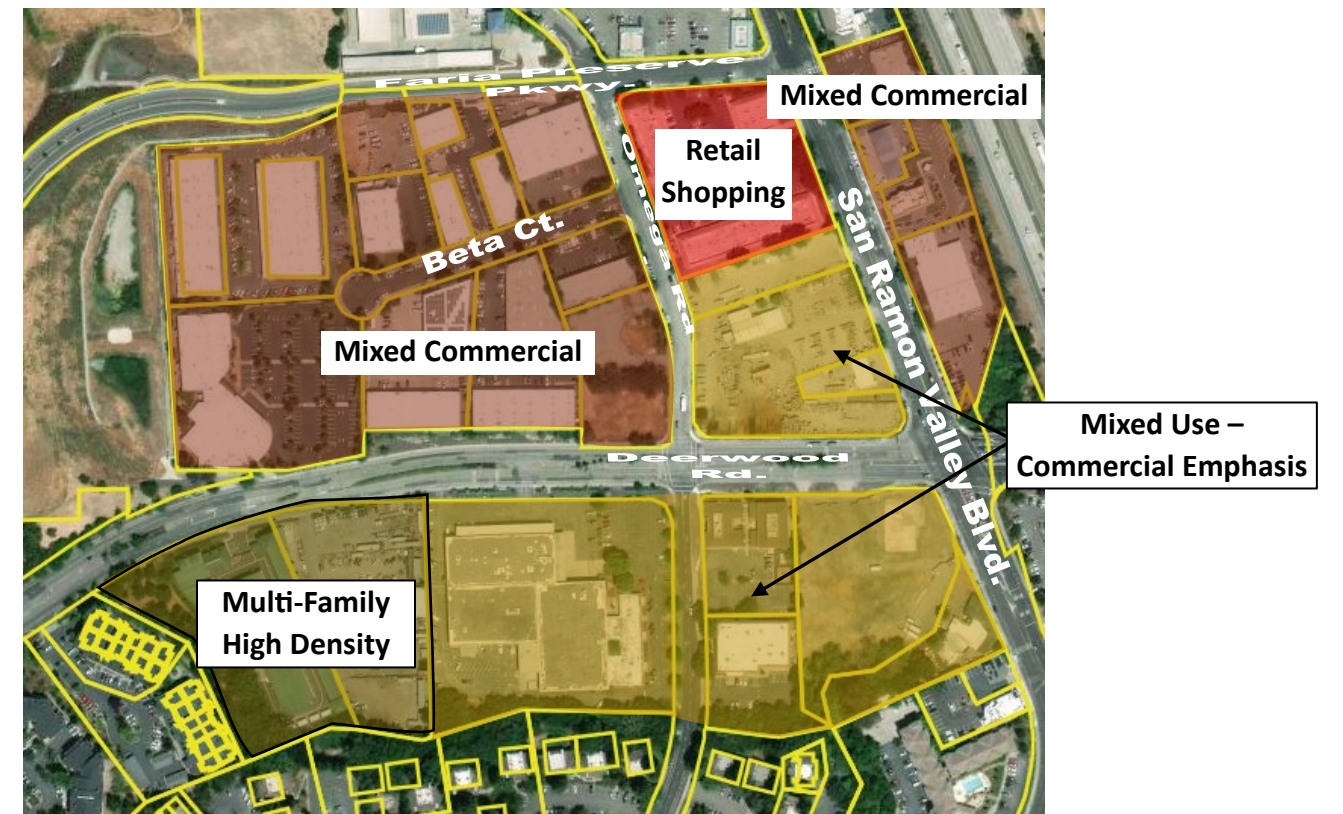 Faria Preserve
Pkwy.
Mixed Commercial
Retail
Shopping
Omega Rd
San Ramon Valley Blvd.
Beta Ct.
Mixed Commercial
Mixed Use –
Commercial Emphasis
Deerwood
Rd.
Multi-Family
High Density